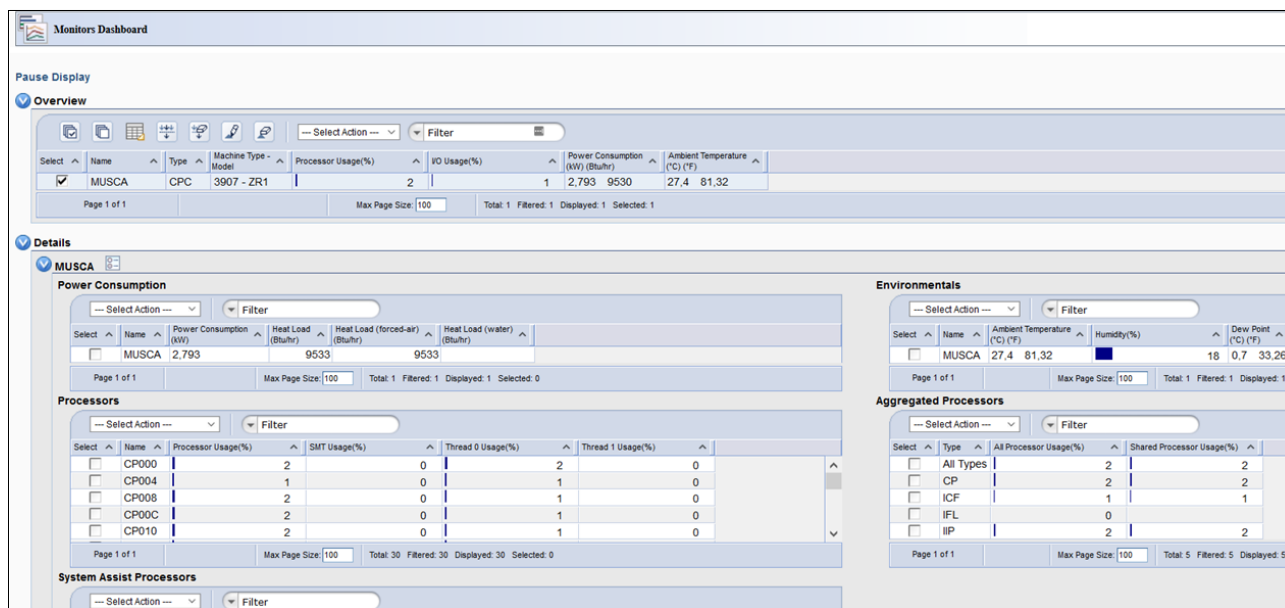 Monitors Dashboard
Pause Display
Overview
--- Select Action --- Filter
Select Name Type Machine Type - Model Processor Usage(%) I/O Usage(%) Power Consumption (kW) (Btu/hr) Ambient Temperature (°C) (°F)
MUSCA CPC 3907 - ZR1 2 1 2,793 9530 27,4 81,32
Page 1 of 1 Max Page Size: 100 Total: 1 Filtered: 1 Displayed: 1 Selected: 1
Details
MUSCA
Power Consumption
--- Select Action --- Filter
Select Name Power Consumption (kW) Heat Load (Btu/hr) Heat Load (forced-air) (Btu/hr) Heat Load (water) (Btu/hr)
MUSCA 2,793 9533 9533
Page 1 of 1 Max Page Size: 100 Total: 1 Filtered: 1 Displayed: 1 Selected: 0
Environmentals
--- Select Action --- Filter
Select Name Ambient Temperature (°C) (°F) Humidity(%) Dew Point (°C) (°F)
MUSCA 27,4 81,32 18 0,7 33,26
Page 1 of 1 Max Page Size: 100 Total: 1 Filtered: 1 Displayed: 1
Processors
--- Select Action --- Filter
Select Name Processor Usage(%) SMT Usage(%) Thread 0 Usage(%) Thread 1 Usage(%)
CP000 2 0 2 0
CP004 1 0 1 0
CP008 2 0 1 0
CP00C 2 0 1 0
CP010 2 0 1 0
Page 1 of 1 Max Page Size: 100 Total: 30 Filtered: 30 Displayed: 30 Selected: 0
Aggregated Processors
--- Select Action --- Filter
Select Type All Processor Usage(%) Shared Processor Usage(%)
All Types 2 2
CP 2 2
ICF 1 1
IFL 0
IIP 2 2
Page 1 of 1 Max Page Size: 100 Total: 5 Filtered: 5 Displayed: 5
System Assist Processors
--- Select Action --- Filter